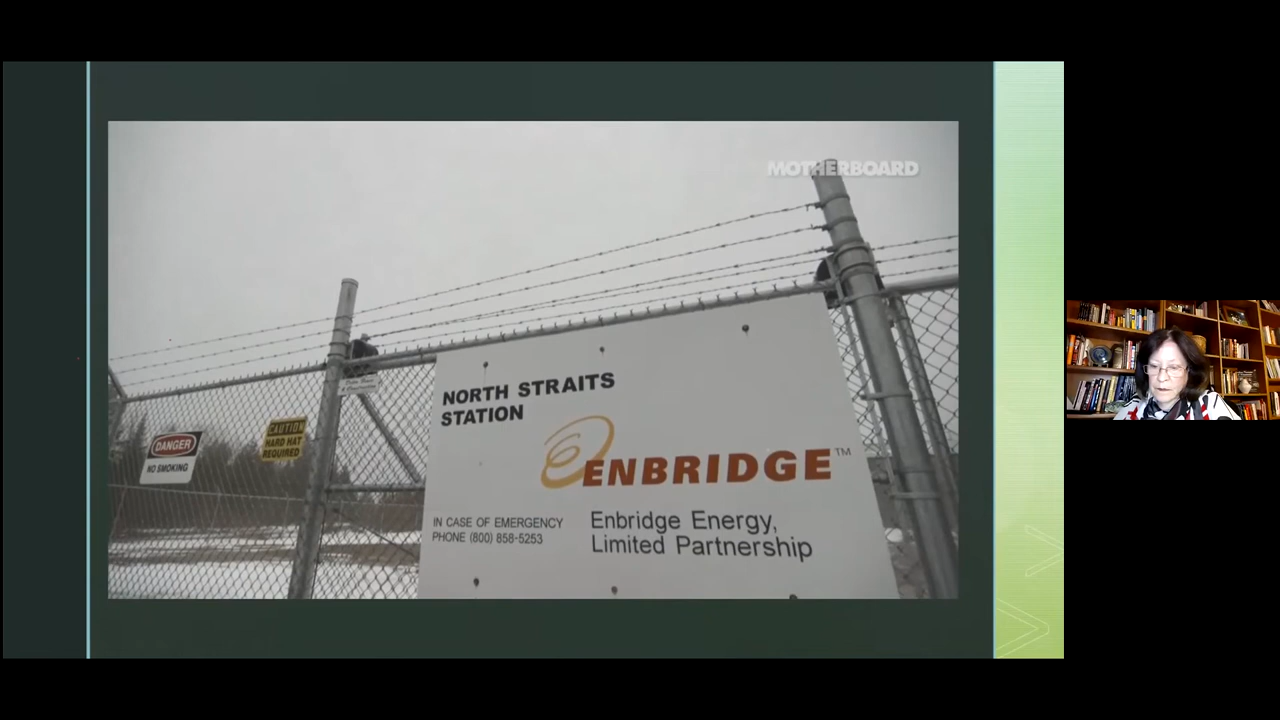 MOTHERBOARD
NORTH STRAITS
STATION
ENBRIDGE™
DANGER
NO SMOKING
CAUTION
HARD HAT
REQUIRED
IN CASE OF EMERGENCY
PHONE (800) 858-5253
Enbridge Energy,
Limited Partnership